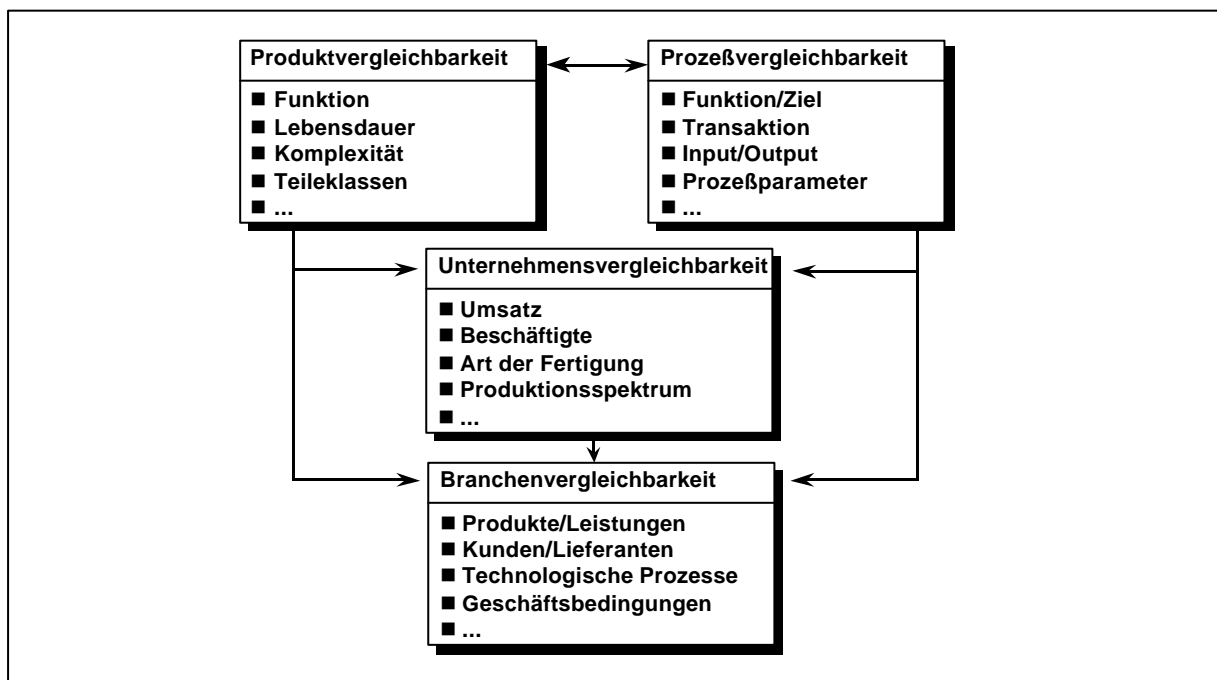 Produktvergleichbarkeit
■ Funktion
■ Lebensdauer
■ Komplexität
■ Teileklassen
■ ...
Prozeßvergleichbarkeit
■ Funktion/Ziel
■ Transaktion
■ Input/Output
■ Prozeßparameter
■ ...
Unternehmensvergleichbarkeit
■ Umsatz
■ Beschäftigte
■ Art der Fertigung
■ Produktionsspektrum
■ ...
Branchenvergleichbarkeit
■ Produkte/Leistungen
■ Kunden/Lieferanten
■ Technologische Prozesse
■ Geschäftsbedingungen
■ ...